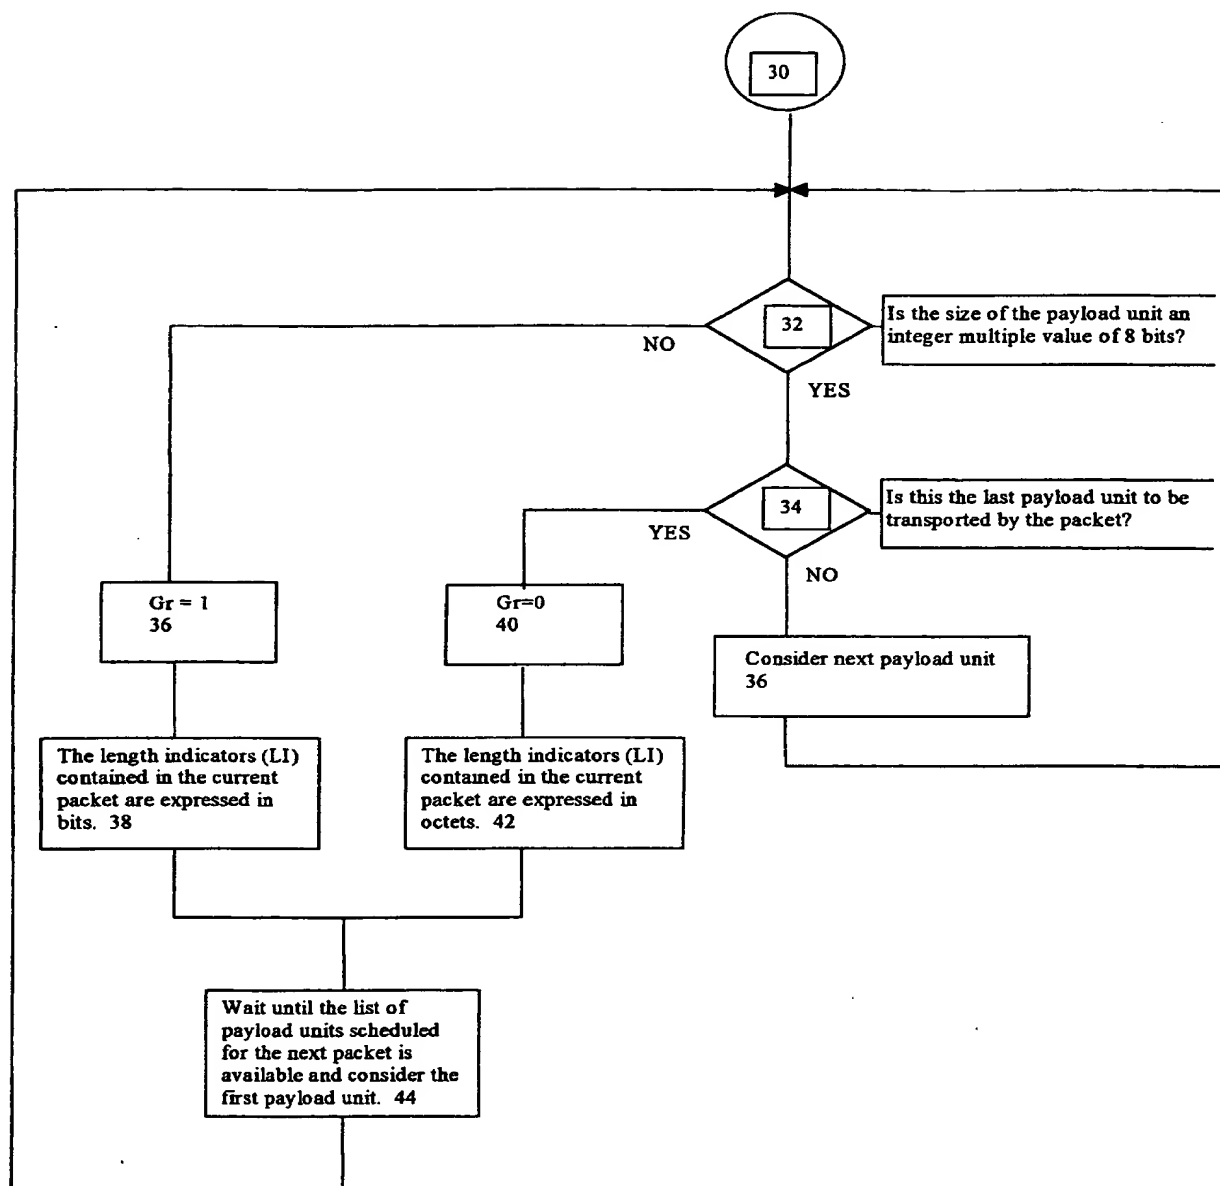 30
32
Is the size of the payload unit an
integer multiple value of 8 bits?
NO
YES
34
Is this the last payload unit to be
transported by the packet?
YES
NO
Gr = 1
36
Gr=0
40
Consider next payload unit
36
The length indicators (LI)
contained in the current
packet are expressed in
bits. 38
The length indicators (LI)
contained in the current
packet are expressed in
octets. 42
Wait until the list of
payload units scheduled
for the next packet is
available and consider the
first payload unit. 44